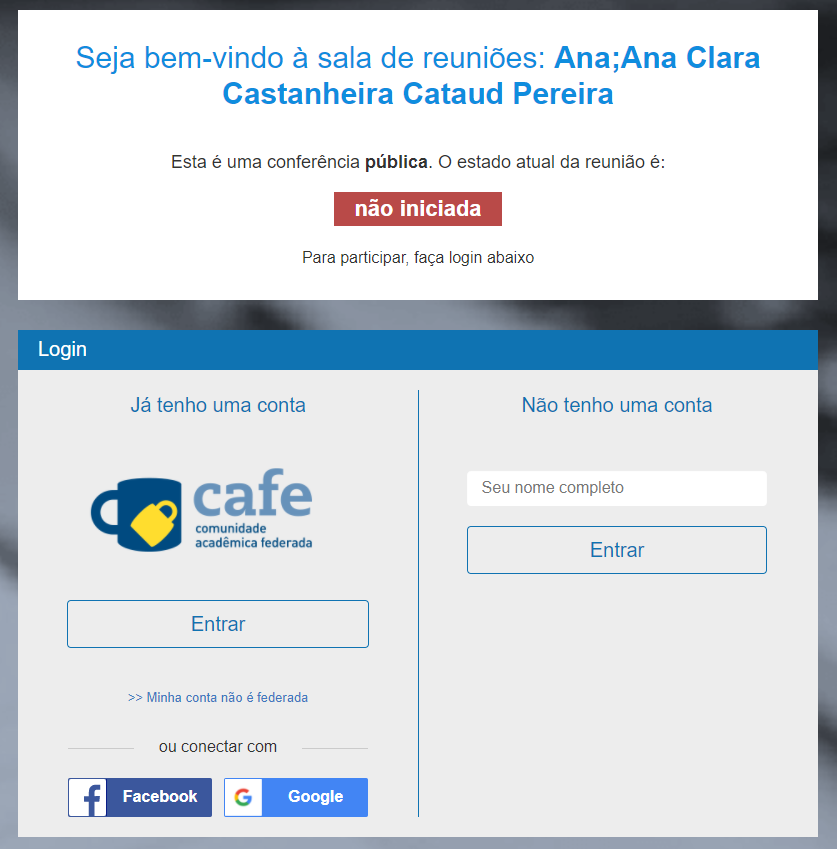 Seja bem-vindo à sala de reuniões: Ana;Ana Clara
Castanheira Cataud Pereira
Esta é uma conferência pública. O estado atual da reunião é:
não iniciada
Para participar, faça login abaixo
Login
Já tenho uma conta
cafe
comunidade
acadêmica federada
Entrar
>> Minha conta não é federada
ou conectar com
Facebook
Google
Não tenho uma conta
Seu nome completo
Entrar